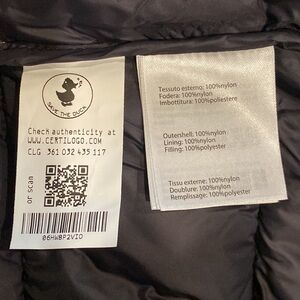 SAVE THE DUCK
Check authenticity at
WWW.CERTILOGO.COM
CLG 361 032 435 117
or scan
06HW8P2VIO
Tessuto esterno: 100%nylon
Fodera: 100%nylon
Imbottitura: 100%poliestere
Outershell: 100%nylon
Lining: 100%nylon
Filling: 100%polyester
Tissu externe: 100%nylon
Doublure: 100%nylon
Remplissage: 100%polyester